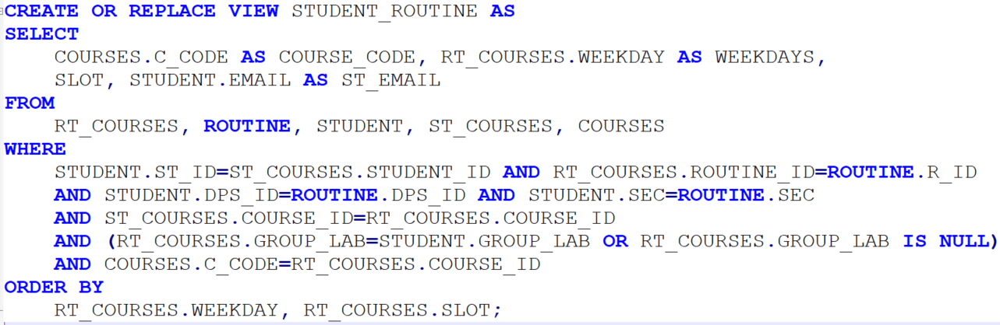 CREATE OR REPLACE VIEW STUDENT_ROUTINE AS
SELECT
COURSES.C_CODE AS COURSE_CODE, RT_COURSES.WEEKDAY AS WEEKDAYS,
SLOT, STUDENT.EMAIL AS ST_EMAIL
FROM
RT_COURSES, ROUTINE, STUDENT, ST_COURSES, COURSES
WHERE
STUDENT.ST_ID=ST_COURSES.STUDENT_ID AND RT_COURSES.ROUTINE_ID=ROUTINE.R_ID
AND STUDENT.DPS_ID=ROUTINE.DPS_ID AND STUDENT.SEC=ROUTINE.SEC
AND ST_COURSES.COURSE_ID=RT_COURSES.COURSE_ID
AND (RT_COURSES.GROUP_LAB=STUDENT.GROUP_LAB OR RT_COURSES.GROUP_LAB IS NULL)
AND COURSES.C_CODE=RT_COURSES.COURSE_ID
ORDER BY
RT_COURSES.WEEKDAY, RT_COURSES.SLOT;